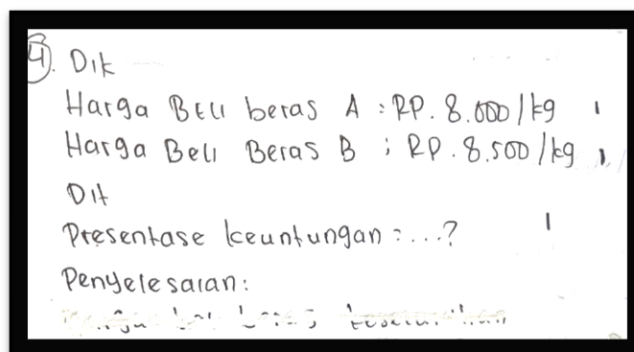 4). Dik
Harga Beli beras A : RP. 8.000/kg
Harga Beli Beras B ; RP. 8.500/kg
Dit
Presentase keuntungan = ...?
Penyelesaian: